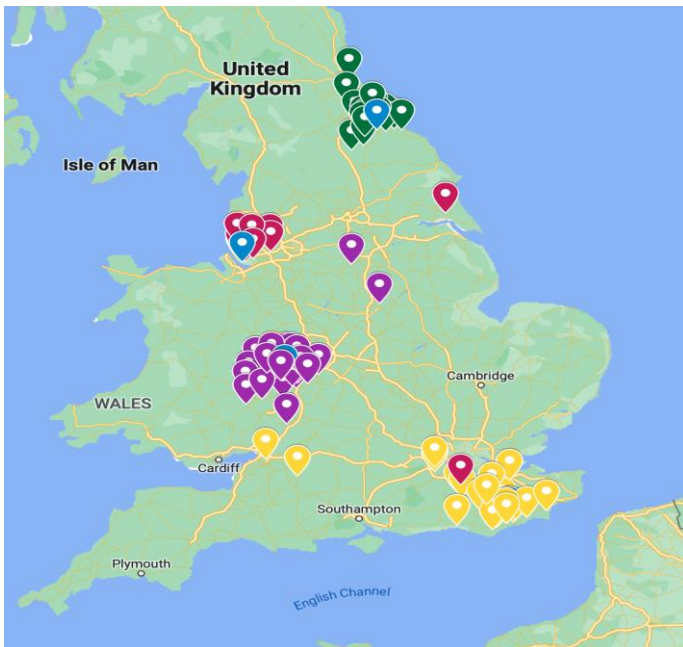 United
Kingdom
Isle of Man
Cambridge
WALES
Cardiff
Southampton
Plymouth
English Channel